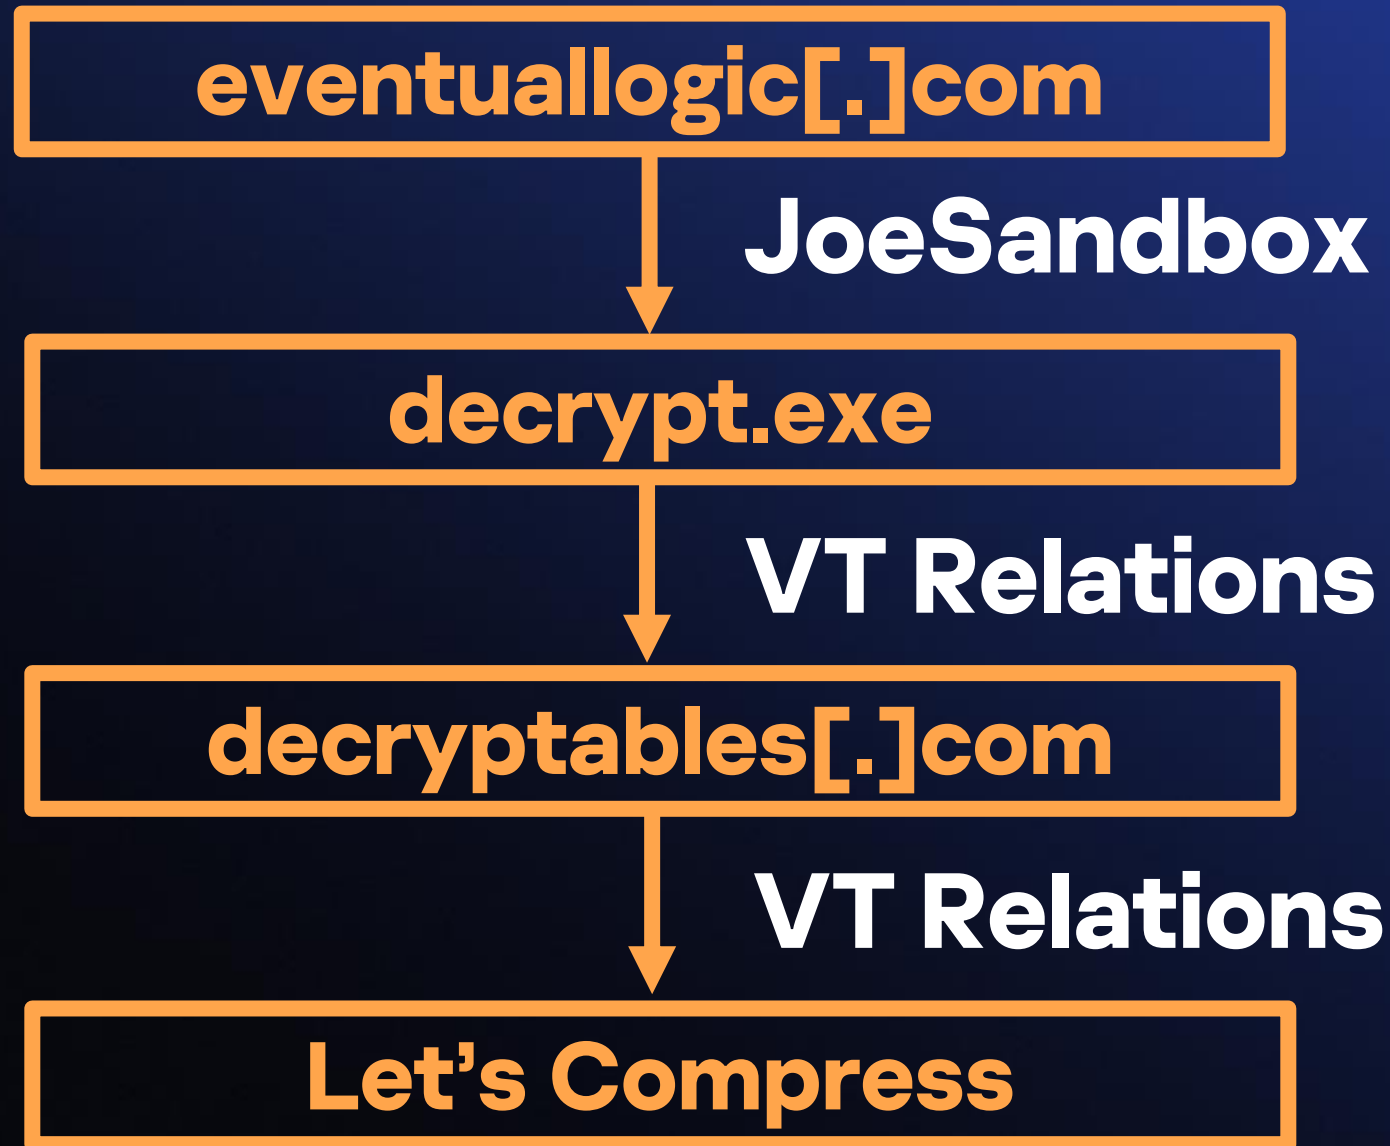 eventuallogic[.]com
JoeSandbox
decrypt.exe
VT Relations
decryptables[.]com
VT Relations
Let’s Compress